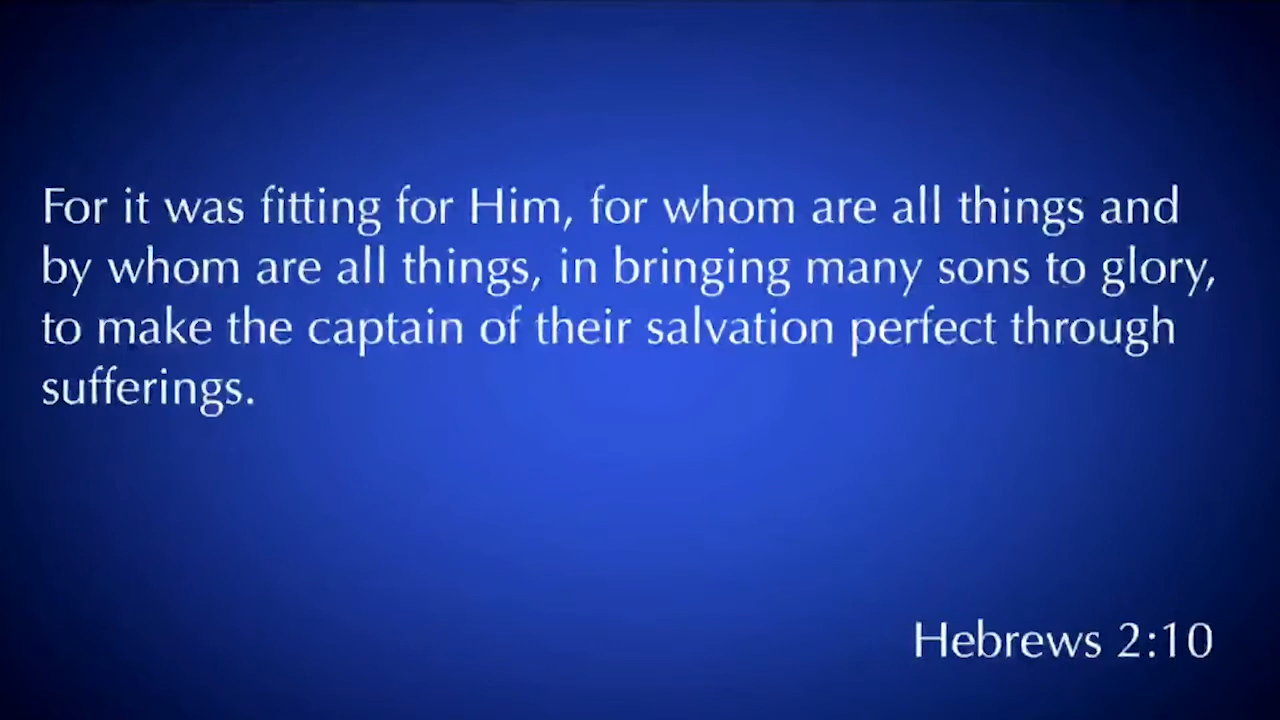 For it was fitting for Him, for whom are all things and
by whom are all things, in bringing many sons to glory,
to make the captain of their salvation perfect through
sufferings.
Hebrews 2:10